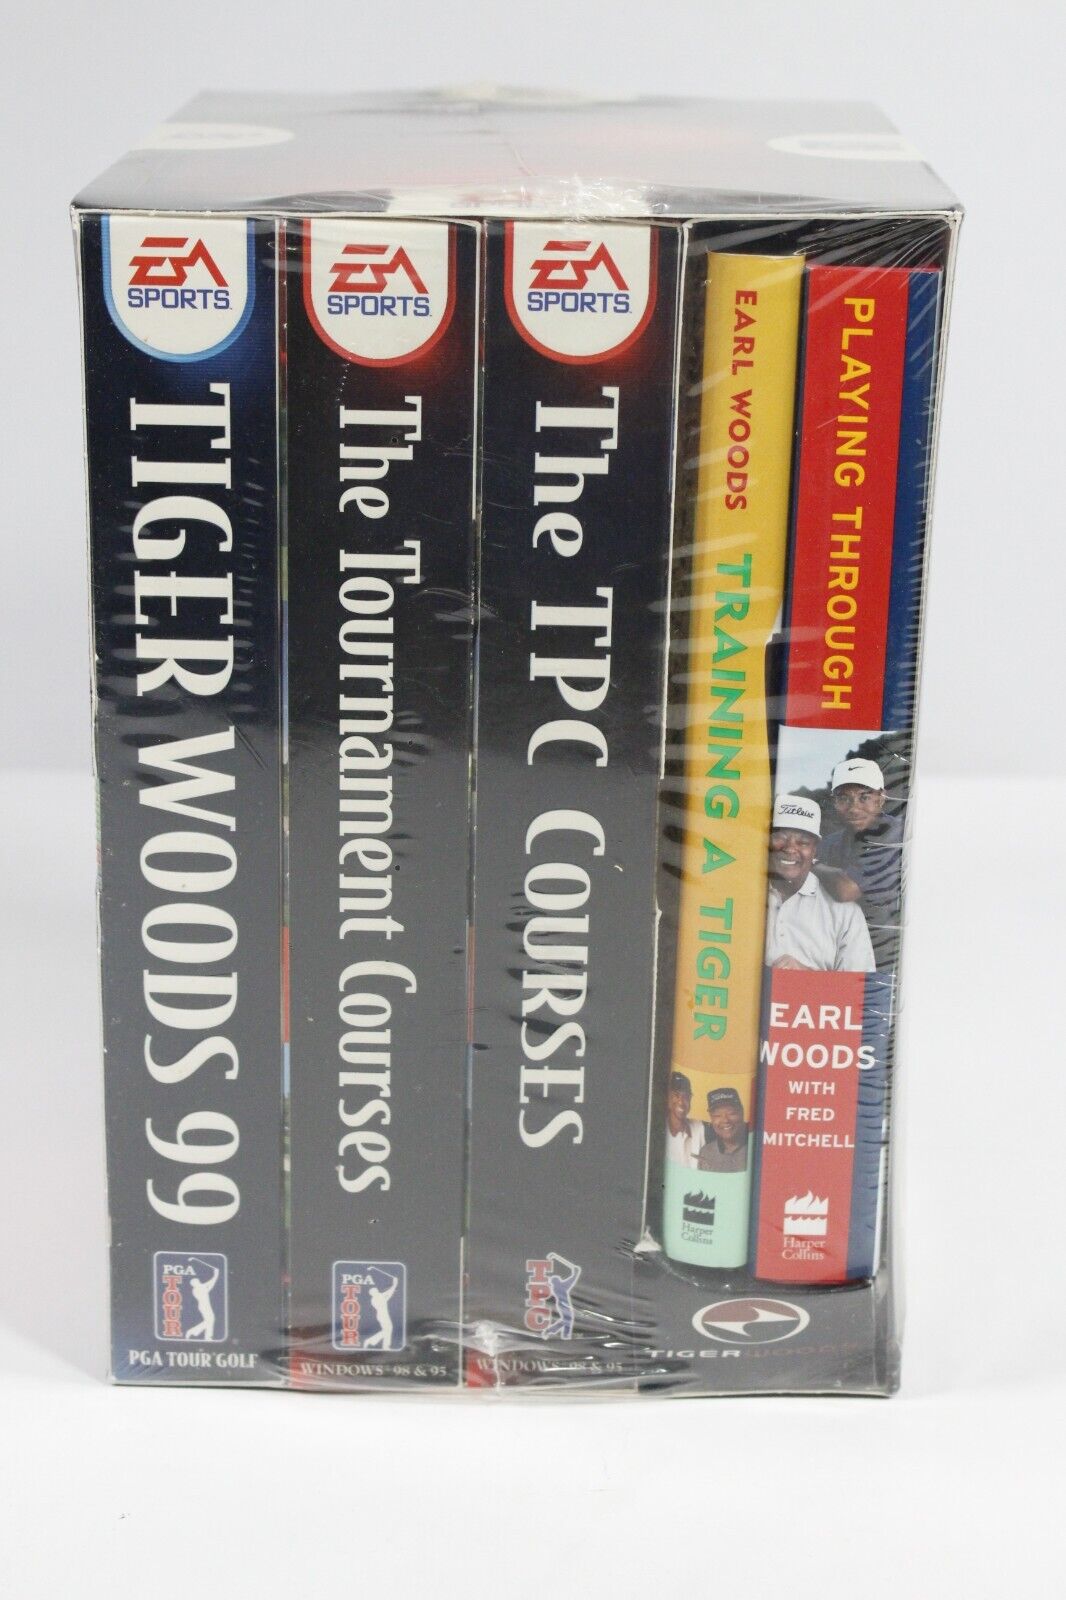 EA
SPORTS
TIGER WOODS 99
PGA
TOUR
PGA TOUR GOLF
EA
SPORTS
The Tournament Courses
PGA
TOUR
WINDOWS 98 & 95
EA
SPORTS
The TPC COURSES
TPC
WINDOWS 98 & 95
EARL WOODS TRAINING A TIGER
Titleist
Harper
Collins
PLAYING THROUGH
Titleist
EARL
WOODS
WITH
FRED
MITCHELL
Harper
Collins
TIGER WOODS